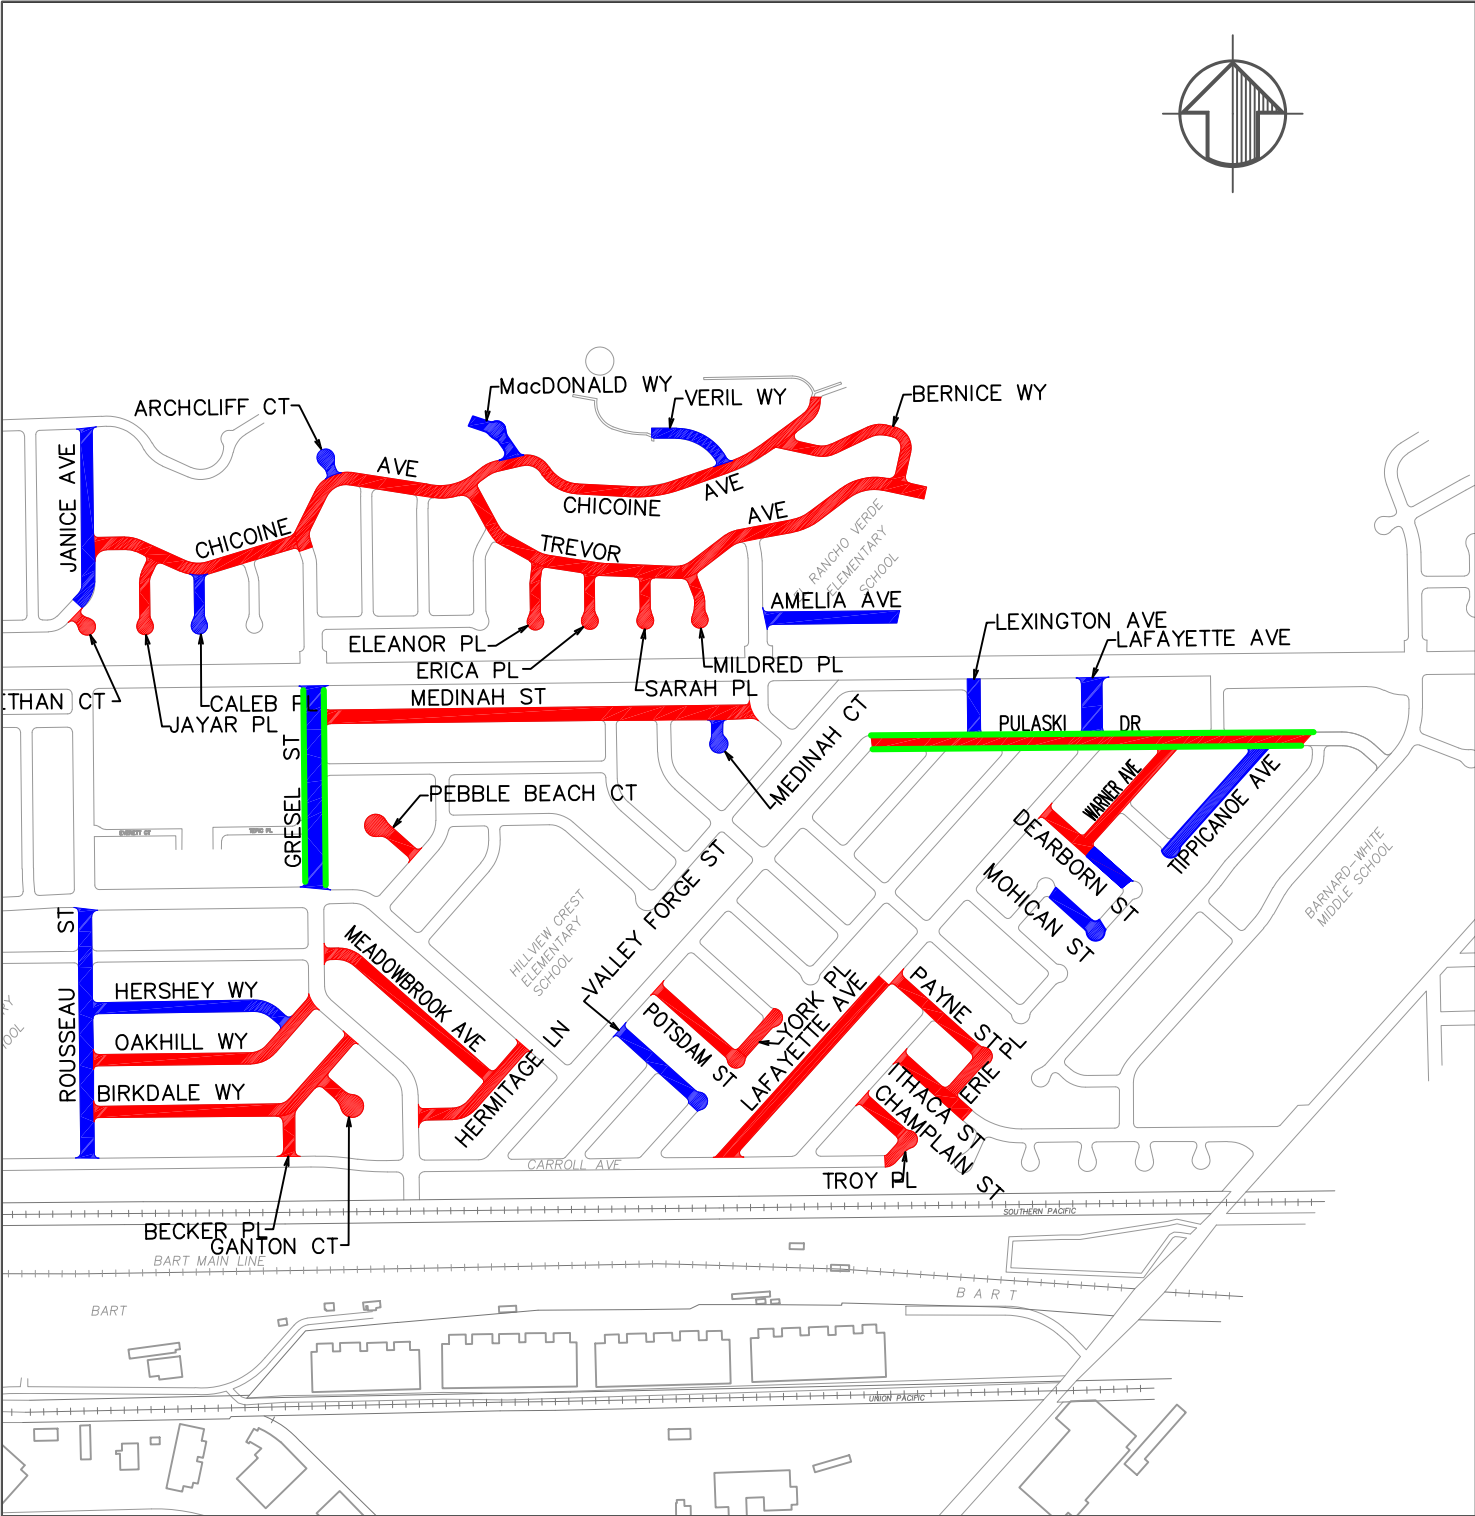 MacDONALD WY
VERIL WY
BERNICE WY
ARCHCLIFF CT
JANICE AVE
AVE
CHICOINE
AVE
CHICOINE
TREVOR
AVE
RANCHO VERDE
ELEMENTARY
SCHOOL
AMELIA AVE
LEXINGTON AVE
LAFAYETTE AVE
ELEANOR PL
ERICA PL
SARAH PL
MILDRED PL
THAN CT
CALEB PL
JAYAR PL
MEDINAH ST
GRESEL ST
MEDINAH CT
PULASKI DR
PEBBLE BEACH CT
EVERETT CT
TEPIC PL
WARNER AVE
TIPPICANOE AVE
DEARBORN ST
MOHICAN ST
BARNARD-WHITE
MIDDLE SCHOOL
HILLVIEW CREST
ELEMENTARY
SCHOOL
VALLEY FORGE ST
ROUSSEAU ST
HERSHEY WY
OAKHILL WY
BIRKDALE WY
MEADOWBROOK AVE
HERMITAGE LN
POTSDAM ST
YORK PL
LAFAYETTE AVE
PAYNE ST
ERIE PL
ITHACA ST
CHAMPLAIN ST
TROY PL
CARROLL AVE
BECKER PL
GANTON CT
SOUTHERN PACIFIC
BART MAIN LINE
BART
BART
UNION PACIFIC